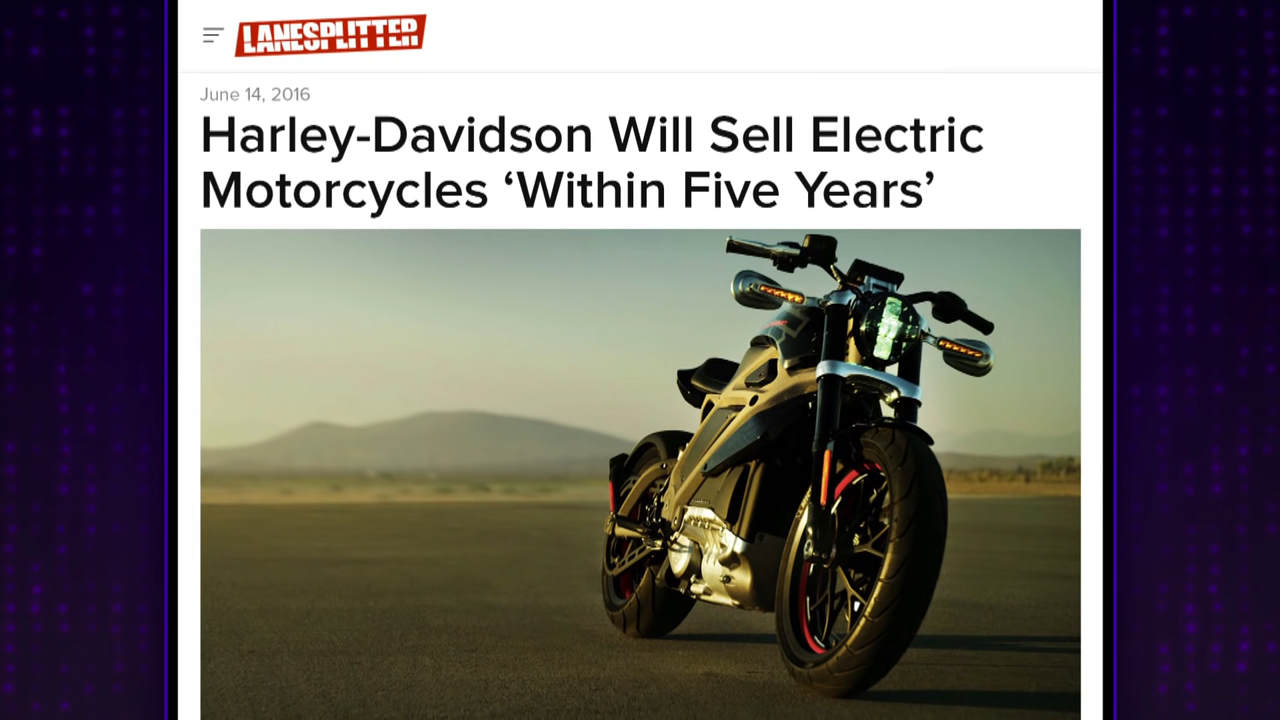 LANESPLITTER
June 14, 2016
Harley-Davidson Will Sell Electric
Motorcycles ‘Within Five Years’